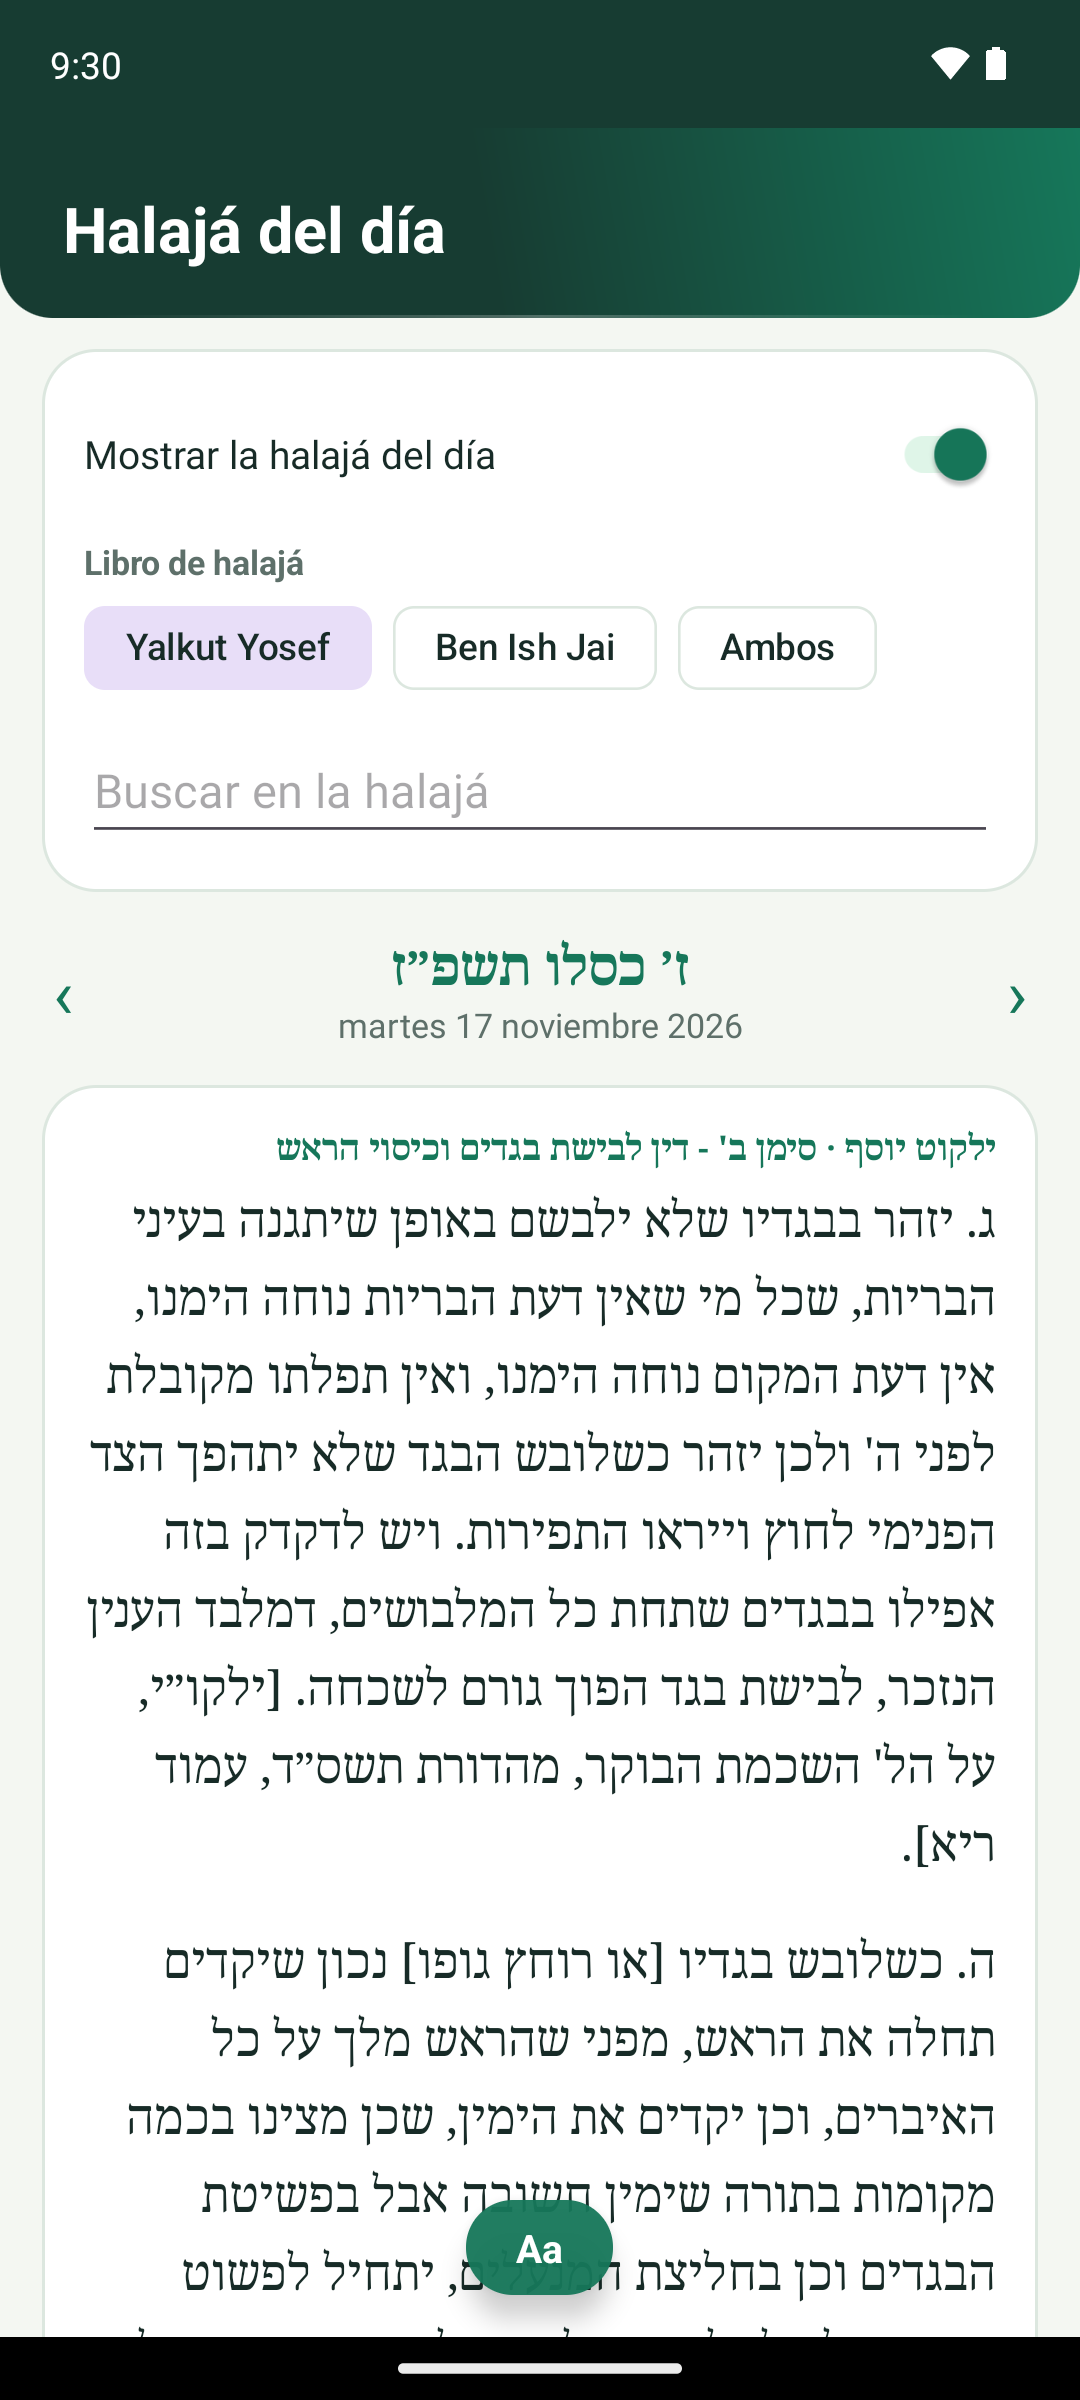 9:30
Halajá del día
Mostrar la halajá del día
Libro de halajá
Yalkut Yosef
Ben Ish Jai
Ambos
Buscar en la halajá
ז׳ כסלו תשפ״ז
‹
›
martes 17 noviembre 2026
ילקוט יוסף · סימן ב' - דין לבישת בגדים וכיסוי הראש
ג. יזהר בבגדיו שלא ילבשם באופן שיתגנה בעיני
הבריות, שכל מי שאין דעת הבריות נוחה הימנו,
אין דעת המקום נוחה הימנו, ואין תפלתו מקובלת
לפני ה' ולכן יזהר כשלובש הבגד שלא יתהפך הצד
הפנימי לחוץ וייראו התפירות. ויש לדקדק בזה
אפילו בבגדים שתחת כל המלבושים, דמלבד הענין
הנזכר, לבישת בגד הפוך גורם לשכחה. [ילקו״י,
על הל' השכמת הבוקר, מהדורת תשס״ד, עמוד
ריא].
ה. כשלובש בגדיו [או רוחץ גופו] נכון שיקדים
תחלה את הראש, מפני שהראש מלך על כל
האיברים, וכן יקדים את הימין, שכן מצינו בכמה
מקומות בתורה שימין חשובה אבל בפשיטת
הבגדים וכן בחליצת המנעלים, יתחיל לפשוט
Aa